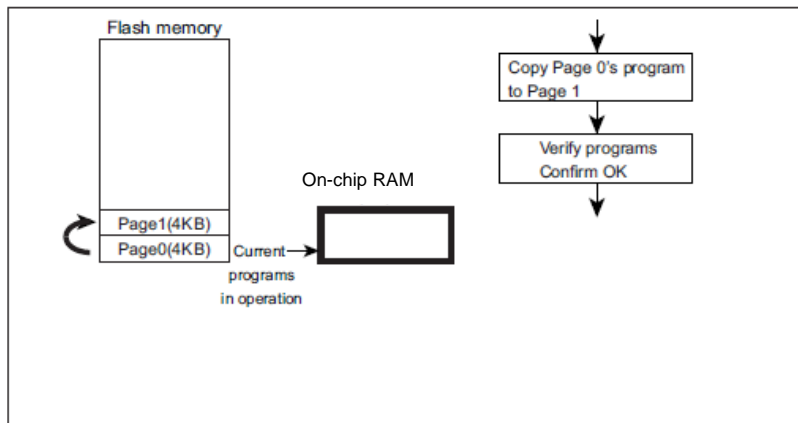 Flash memory
Copy Page 0's program
to Page 1
Verify programs
Confirm OK
On-chip RAM
Page1(4KB)
Page0(4KB)
Current
programs
in operation